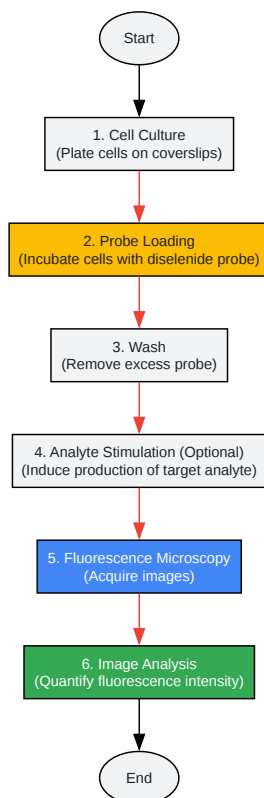 Start
1. Cell Culture
(Plate cells on coverslips)
2. Probe Loading
(Incubate cells with diselenide probe)
3. Wash
(Remove excess probe)
4. Analyte Stimulation (Optional)
(Induce production of target analyte)
5. Fluorescence Microscopy
(Acquire images)
6. Image Analysis
(Quantify fluorescence intensity)
End